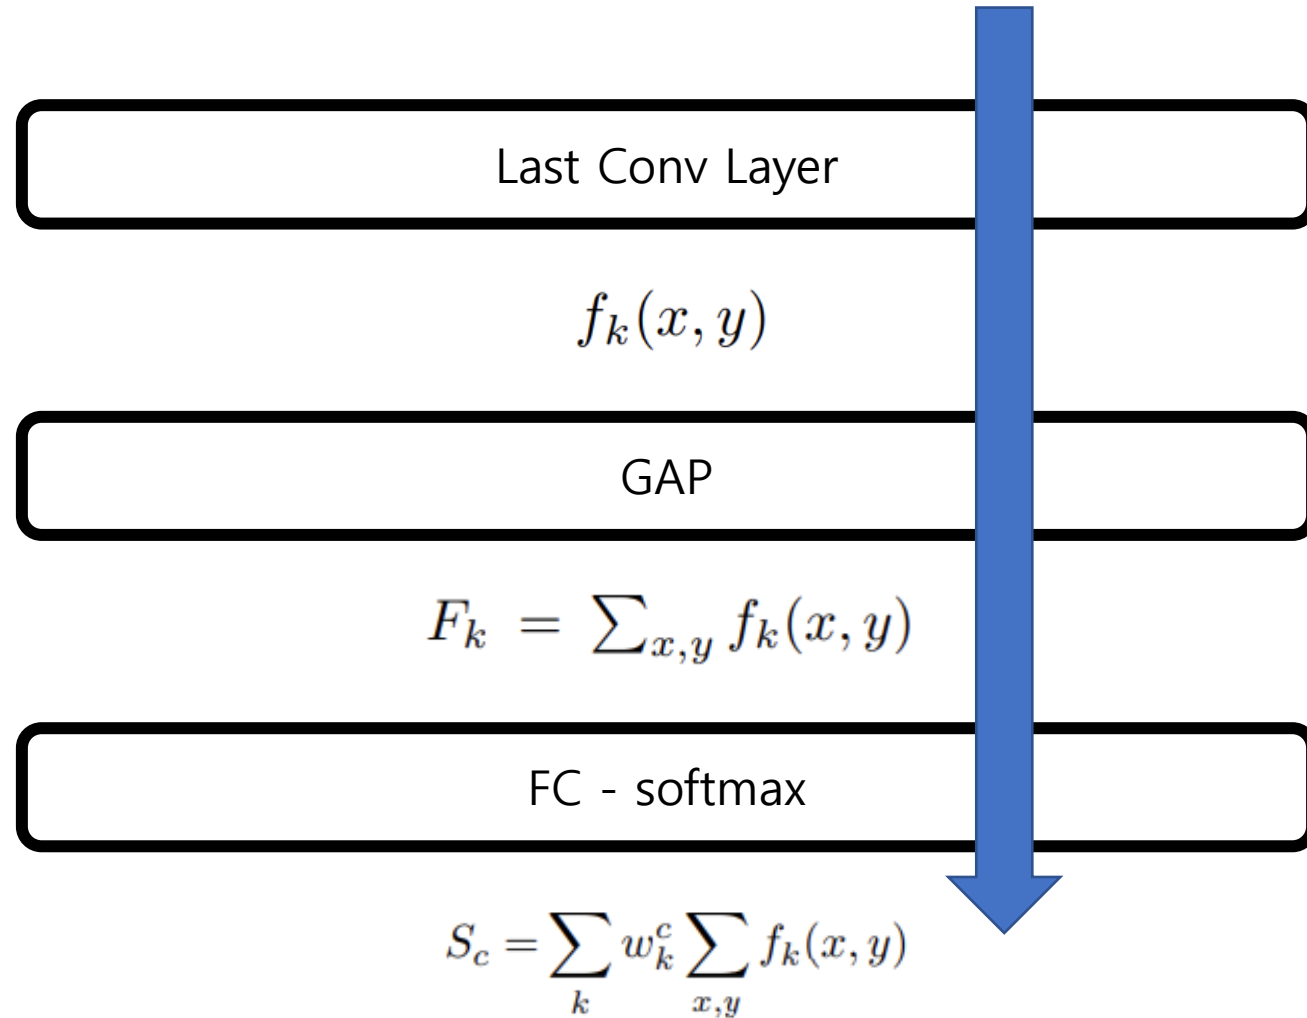 Last Conv Layer
f_k(x, y)
GAP
F_k = ∑_{x,y} f_k(x, y)
FC - softmax
S_c = ∑_k w_k^c ∑_{x,y} f_k(x, y)